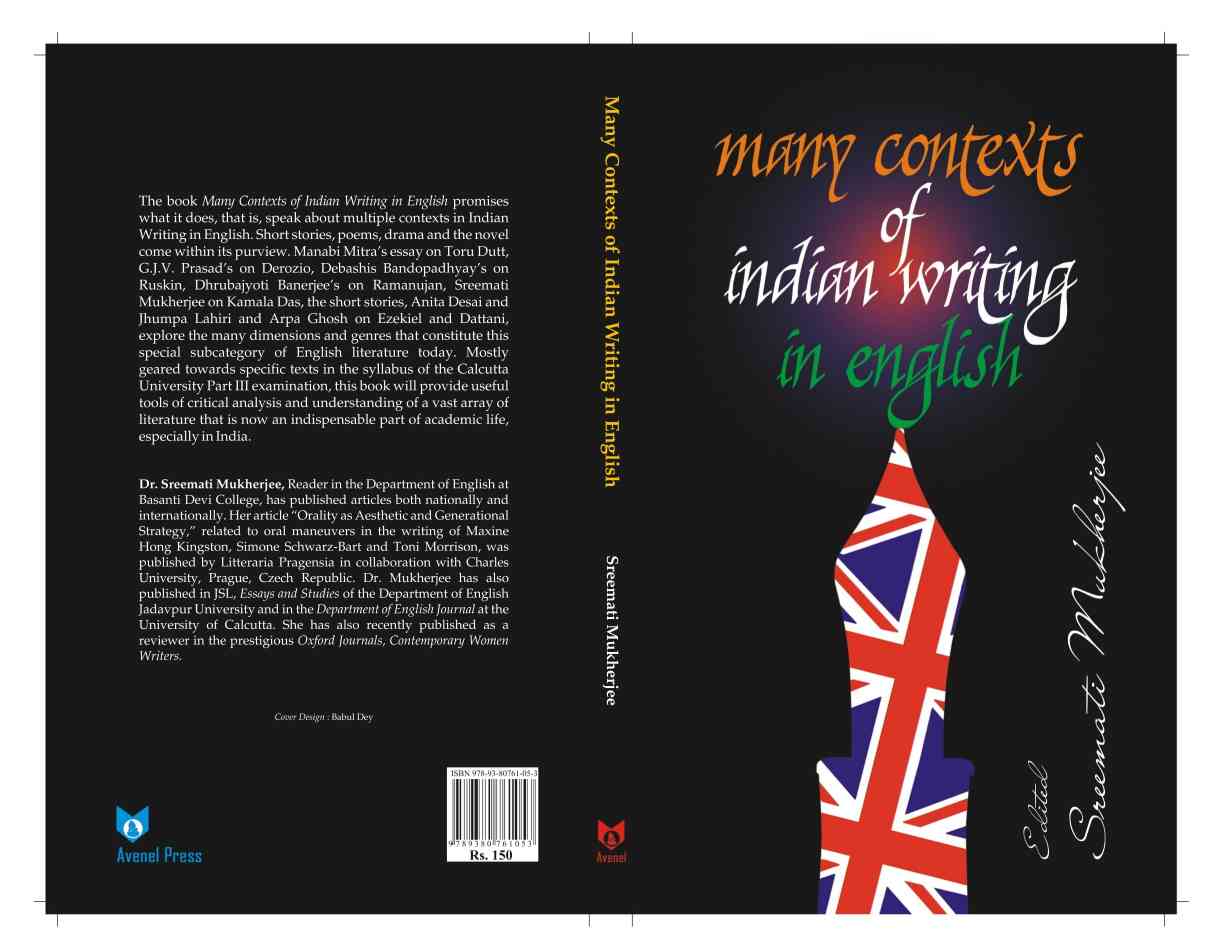 The book Many Contexts of Indian Writing in English promises
what it does, that is, speak about multiple contexts in Indian
Writing in English. Short stories, poems, drama and the novel
come within its purview. Manabi Mitra's essay on Toru Dutt,
G.J.V. Prasad's on Derozio, Debashis Bandopadhyay's on
Ruskin, Dhrubajyoti Banerjee's on Ramanujan, Sreemati
Mukherjee on Kamala Das, the short stories, Anita Desai and
Jhumpa Lahiri and Arpa Ghosh on Ezekiel and Dattani,
explore the many dimensions and genres that constitute this
special subcategory of English literature today. Mostly
geared towards specific texts in the syllabus of the Calcutta
University Part III examination, this book will provide useful
tools of critical analysis and understanding of a vast array of
literature that is now an indispensable part of academic life,
especially in India.
Dr. Sreemati Mukherjee, Reader in the Department of English at
Basanti Devi College, has published articles both nationally and
internationally. Her article “Orality as Aesthetic and Generational
Strategy,” related to oral maneuvers in the writing of Maxine
Hong Kingston, Simone Schwarz-Bart and Toni Morrison, was
published by Litteraria Pragensia in collaboration with Charles
University, Prague, Czech Republic. Dr. Mukherjee has also
published in JSL, Essays and Studies of the Department of English
Jadavpur University and in the Department of English Journal at the
University of Calcutta. She has also recently published as a
reviewer in the prestigious Oxford Journals, Contemporary Women
Writers.
Cover Design : Babul Dey
ISBN 978-93-80761-05-3
9 789380 761053
Rs. 150
Avenel Press
Many Contexts of Indian Writing in English
Sreemati Mukherjee
Avenel
many contexts
of
indian writing
in english
Edited
Sreemati Mukherjee